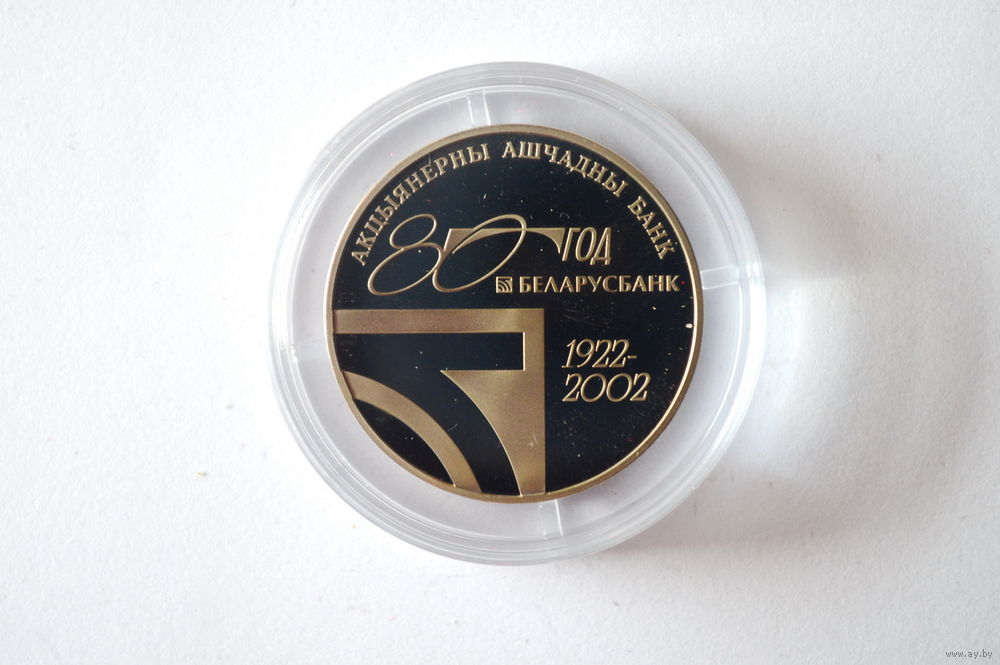 АКЦЫЯНЕРНЫ АШЧАДНЫ БАНК
80 ГОД
БЕЛАРУСБАНК
1922-
2002
www.ay.by